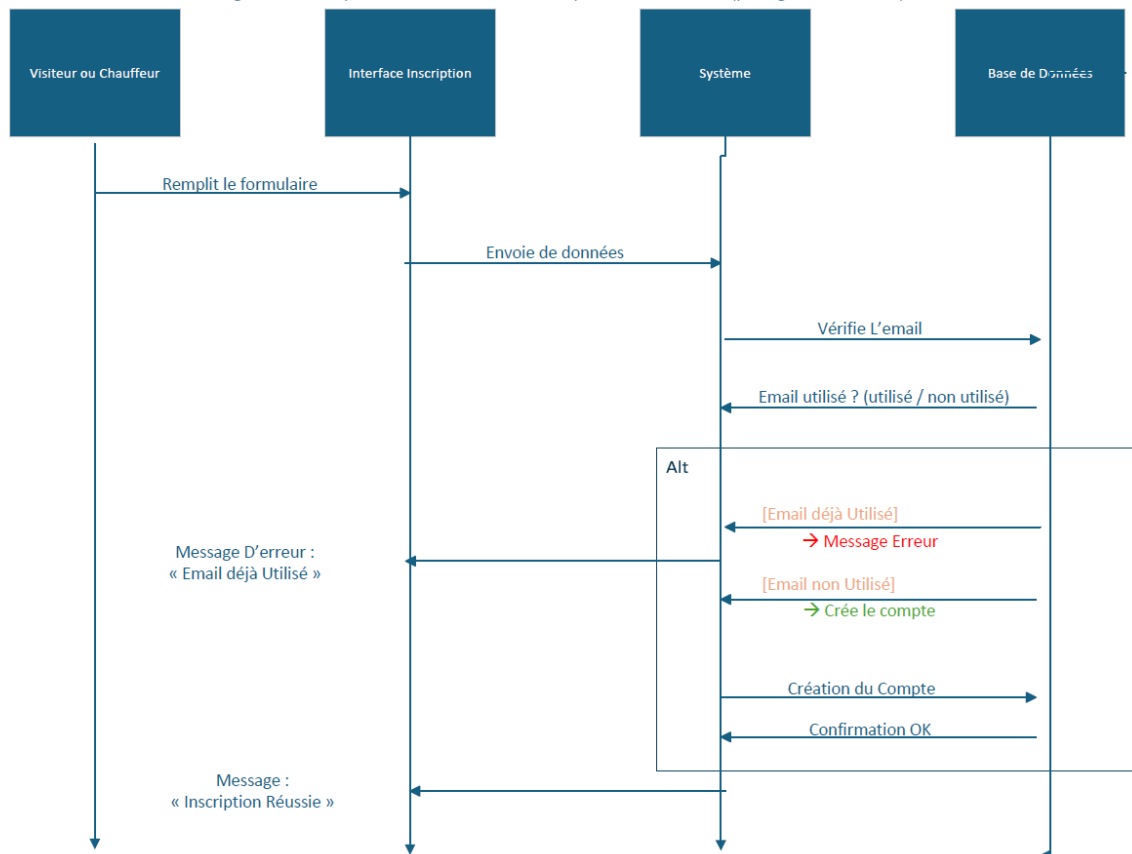 Visiteur ou Chauffeur
Interface Inscription
Système
Base de Données
Remplit le formulaire
Envoie de données
Vérifie L'email
Email utilisé ? (utilisé / non utilisé)
Alt
[Email déjà Utilisé]
→ Message Erreur
Message D'erreur :
« Email déjà Utilisé »
[Email non Utilisé]
→ Crée le compte
Création du Compte
Confirmation OK
Message :
« Inscription Réussie »